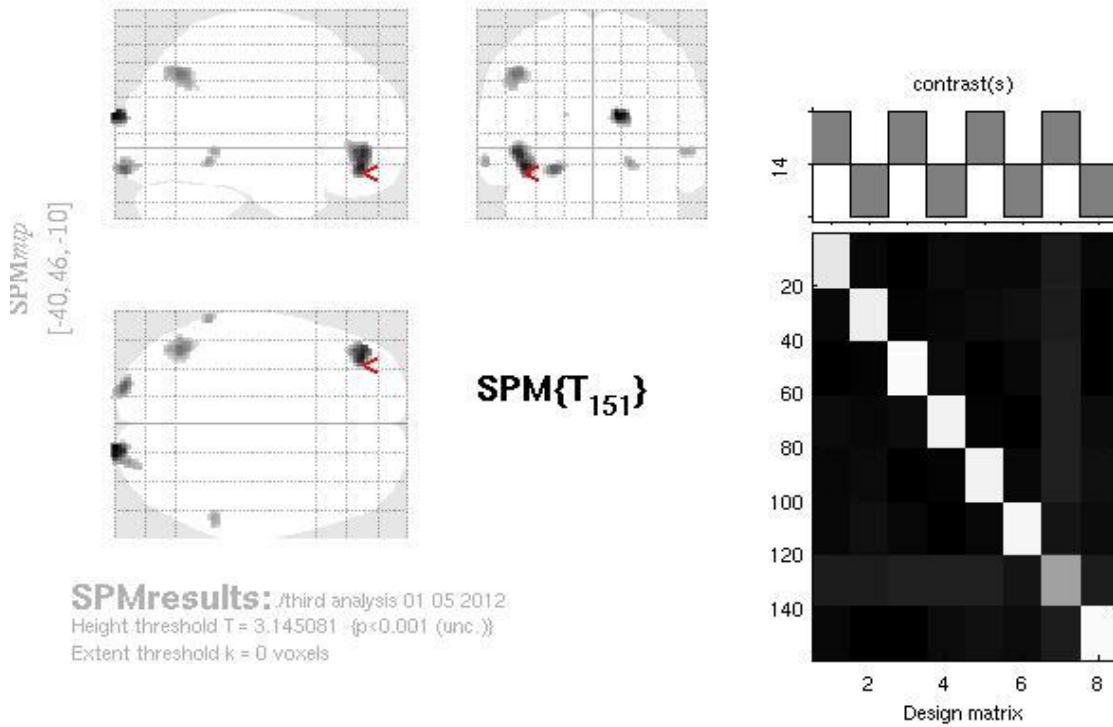 SPMmip
[-40, 46, -10]
SPM{T151}
SPMresults: ./third analysis 01 05 2012
Height threshold T = 3.145081 {p<0.001 (unc.)}
Extent threshold k = 0 voxels
contrast(s)
14
20
40
60
80
100
120
140
2 4 6 8
Design matrix